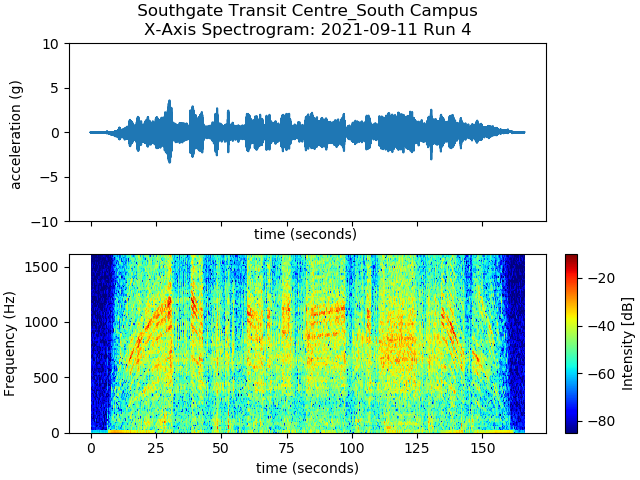 Southgate Transit Centre_South Campus
X-Axis Spectrogram: 2021-09-11 Run 4
10
5
0
−5
−10
acceleration (g)
time (seconds)
1500
1000
500
0
Frequency (Hz)
0 25 50 75 100 125 150
time (seconds)
−20
−40
−60
−80
Intensity [dB]